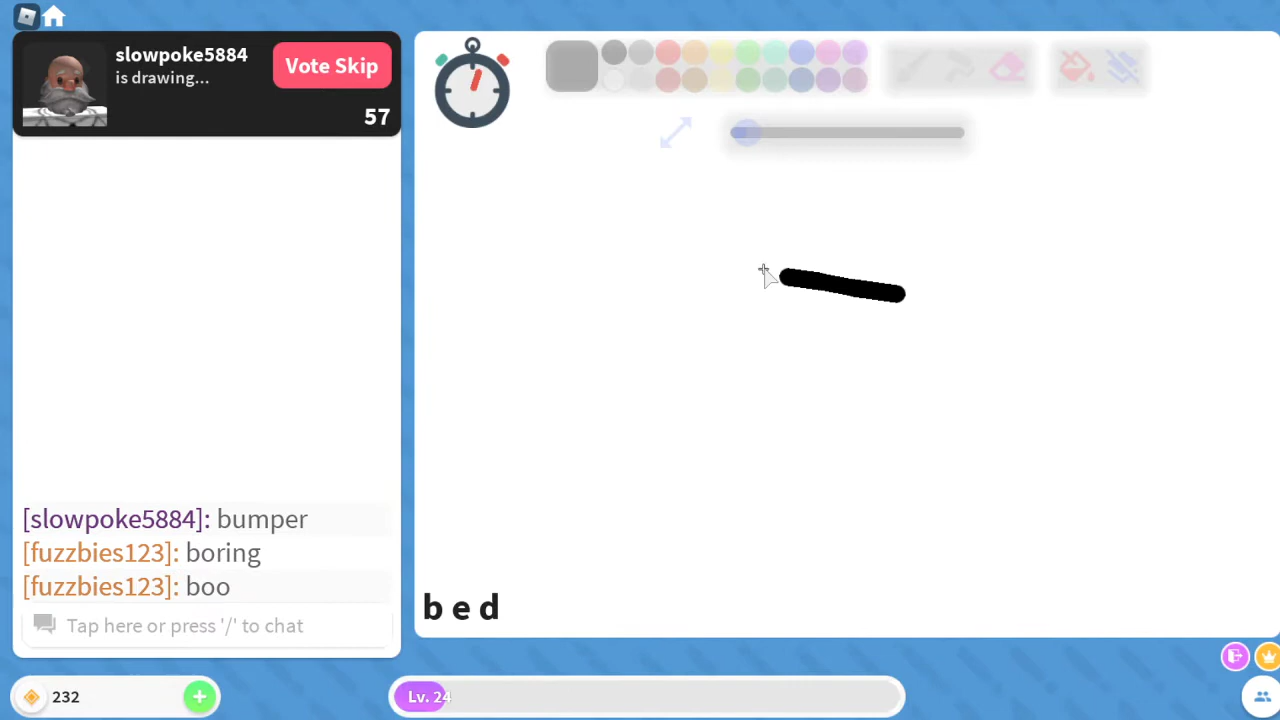 slowpoke5884
is drawing...
Vote Skip
57
[slowpoke5884]: bumper
[fuzzbies123]: boring
[fuzzbies123]: boo
Tap here or press '/' to chat
bed
232
Lv. 24